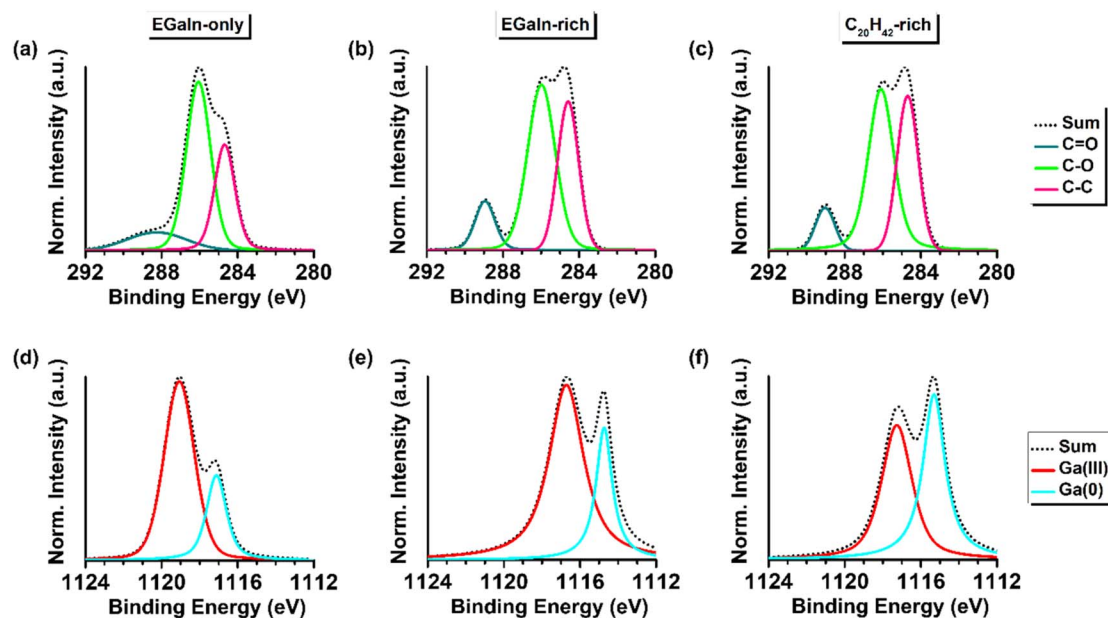 EGaIn-only
EGaIn-rich
C₂₀H₄₂-rich
(a)
Norm. Intensity (a.u.)
292 288 284 280
Binding Energy (eV)
(b)
Norm. Intensity (a.u.)
292 288 284 280
Binding Energy (eV)
(c)
Norm. Intensity (a.u.)
292 288 284 280
Binding Energy (eV)
Sum
C=O
C-O
C-C
(d)
Norm. Intensity (a.u.)
1124 1120 1116 1112
Binding Energy (eV)
(e)
Norm. Intensity (a.u.)
1124 1120 1116 1112
Binding Energy (eV)
(f)
Norm. Intensity (a.u.)
1124 1120 1116 1112
Binding Energy (eV)
Sum
Ga(III)
Ga(0)